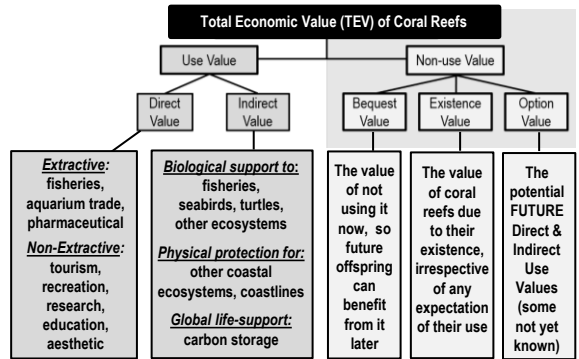 Total Economic Value (TEV) of Coral Reefs
Use Value
Non-use Value
Direct
Value
Indirect
Value
Bequest
Value
Existence
Value
Option
Value
Extractive:
fisheries,
aquarium trade,
pharmaceutical
Non-Extractive:
tourism,
recreation,
research,
education,
aesthetic
Biological support to:
fisheries,
seabirds, turtles,
other ecosystems
Physical protection for:
other coastal
ecosystems, coastlines
Global life-support:
carbon storage
The value
of not
using it
now, so
future
offspring
can
benefit
from it
later
The value
of coral
reefs due
to their
existence,
irrespective
of any
expectation
of their use
The
potential
FUTURE
Direct &
Indirect
Use
Values
(some
not yet
known)